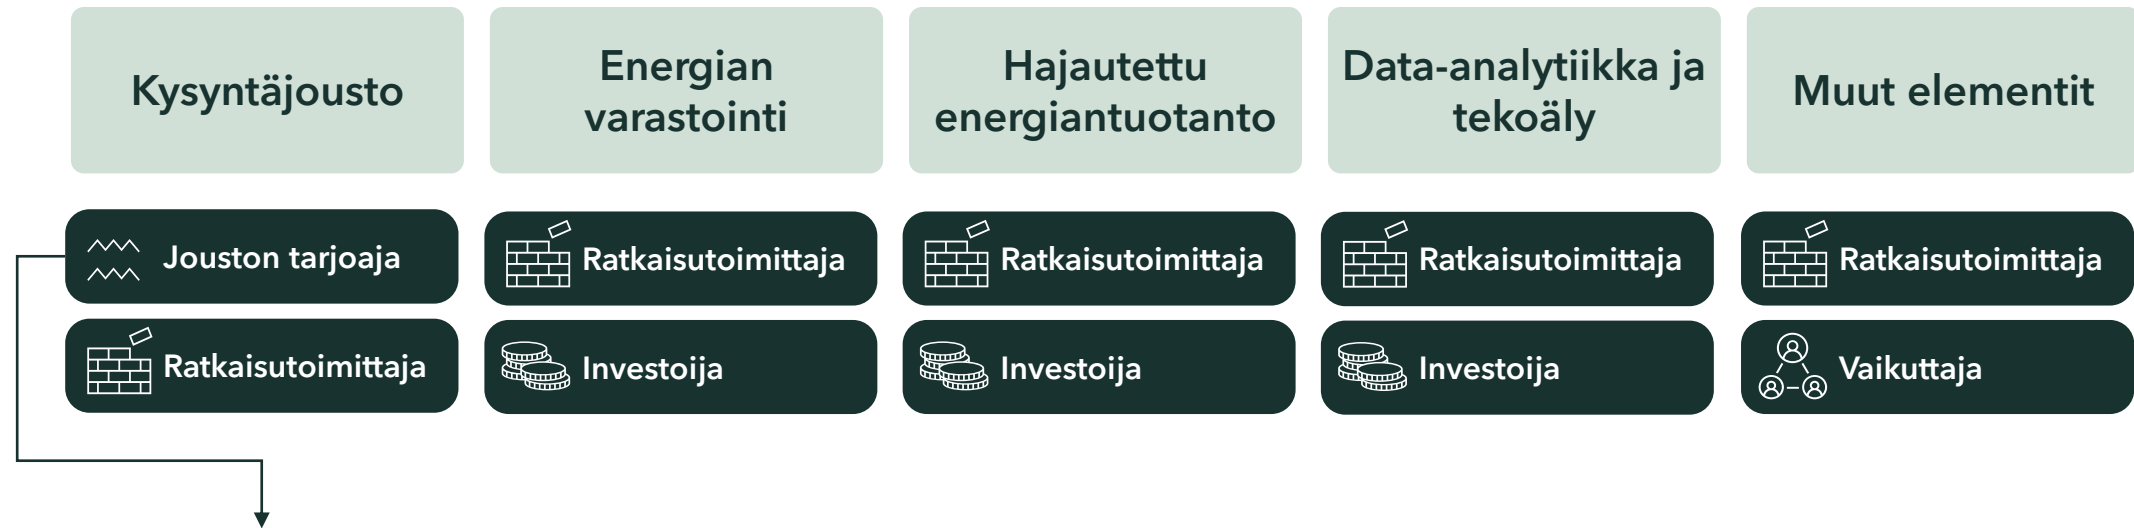 Kysyntäjousto
Energian
varastointi
Hajautettu
energiantuotanto
Data-analytiikka ja
tekoäly
Muut elementit
Jouston tarjoaja
Ratkaisutoimittaja
Ratkaisutoimittaja
Ratkaisutoimittaja
Ratkaisutoimittaja
Ratkaisutoimittaja
Investoija
Investoija
Investoija
Vaikuttaja